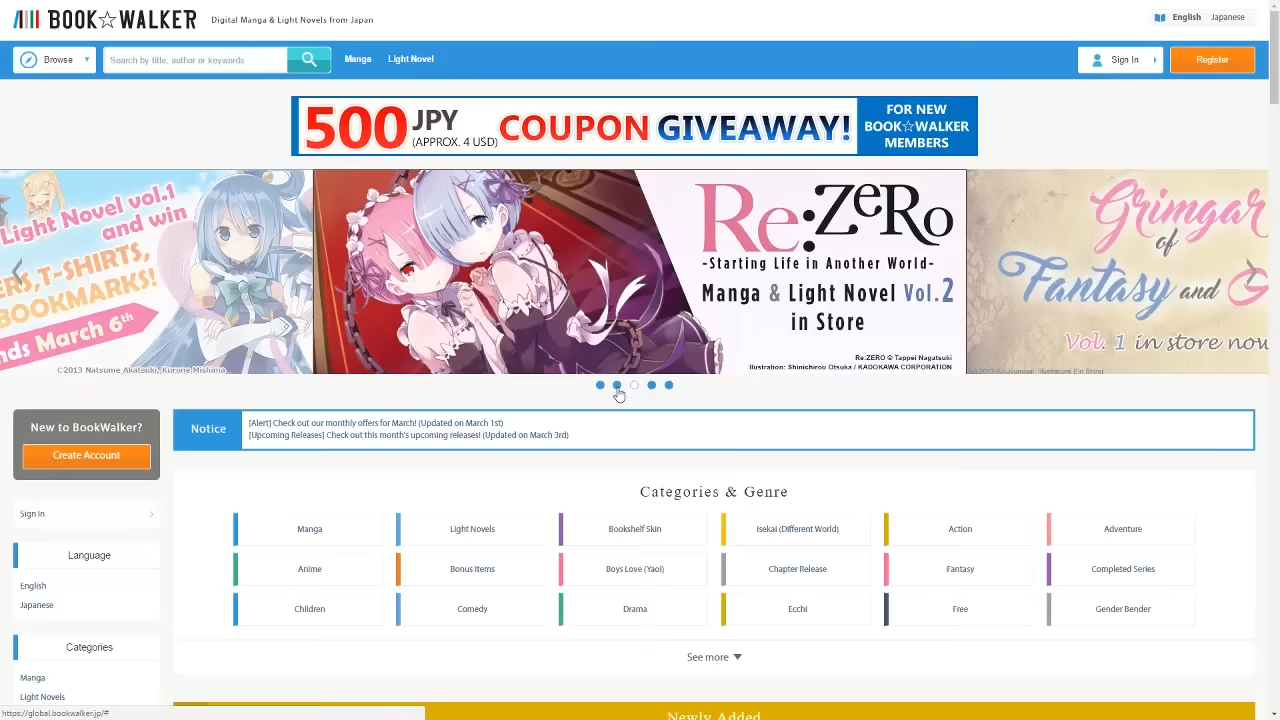 BOOK☆WALKER
Digital Manga & Light Novels from Japan
English
Japanese
Browse
Search by title, author or keywords
Manga
Light Novel
Sign In
Register
500 JPY (APPROX. 4 USD) COUPON GIVEAWAY!
FOR NEW
BOOK☆WALKER
MEMBERS
Light Novel vol.1
and win
ERS, T-SHIRTS,
BOOKMARKS!
nds March 6th
©2013 Natsume Akatsuki, Kurone Mishima
Re:ZERO
-Starting Life in Another World-
Manga & Light Novel Vol.2
in Store
Re:ZERO © Tappei Nagatsuki
Illustration: Shinichirou Otsuka / KADOKAWA CORPORATION
Grimgar
of
Fantasy and G
Vol. 1 in store now
New to BookWalker?
Create Account
Notice
[Alert] Check out our monthly offers for March! (Updated on March 1st)
[Upcoming Releases] Check out this month's upcoming releases! (Updated on March 3rd)
Sign In
Language
English
Japanese
Categories
Manga
Light Novels
Categories & Genre
Manga
Light Novels
Bookshelf Skin
Isekai (Different World)
Action
Adventure
Anime
Bonus Items
Boys Love (Yaoi)
Chapter Release
Fantasy
Completed Series
Children
Comedy
Drama
Ecchi
Free
Gender Bender
See more
Newly Added
https://global.bookwalker.jp/#